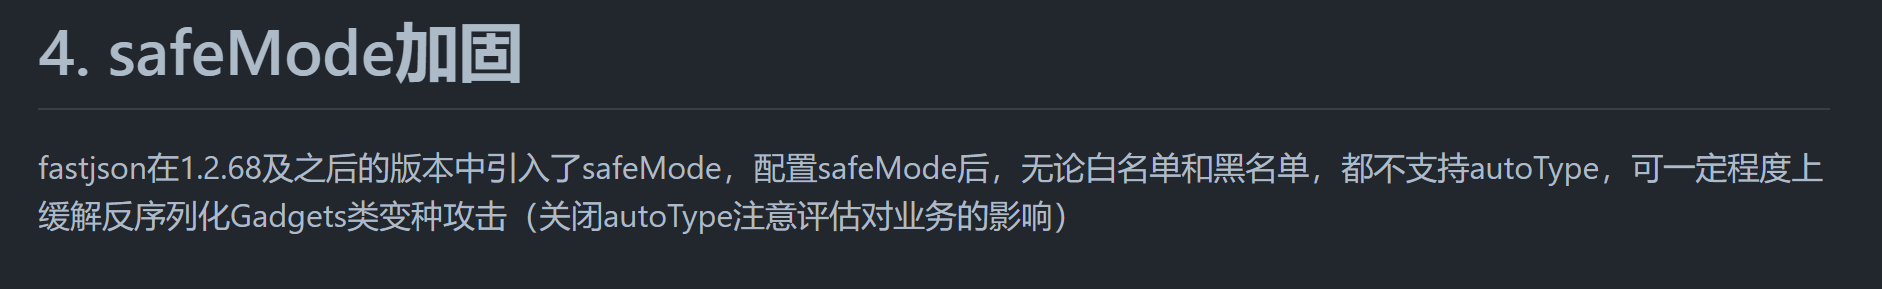 4. safeMode加固
fastjson在1.2.68及之后的版本中引入了safeMode，配置safeMode后，无论白名单和黑名单，都不支持autoType，可一定程度上
缓解反序列化Gadgets类变种攻击（关闭autoType注意评估对业务的影响）